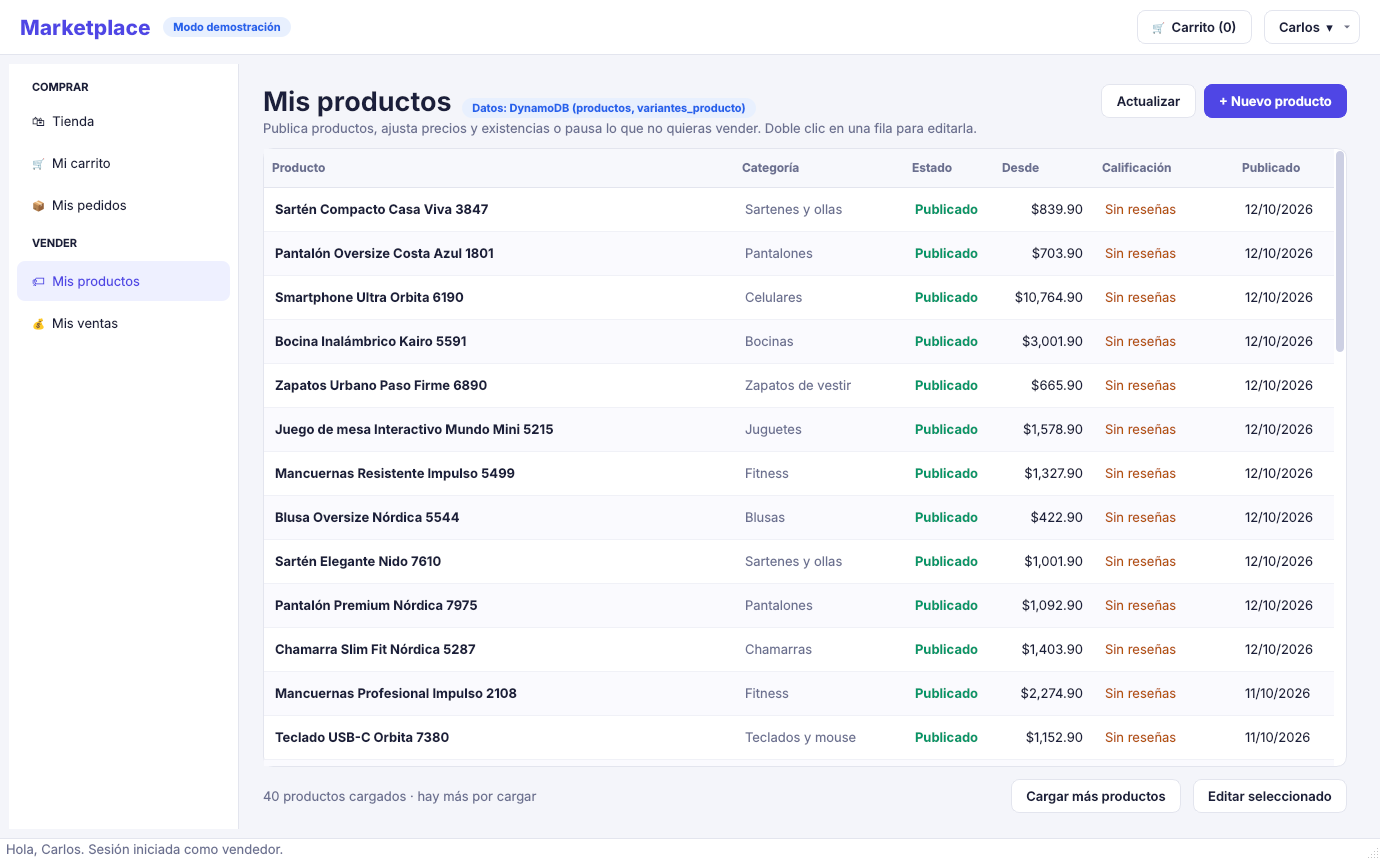 Marketplace Modo demostración 🛒 Carrito (0) Carlos ▾
COMPRAR
Tienda
Mi carrito
Mis pedidos
VENDER
Mis productos
Mis ventas
Mis productos Datos: DynamoDB (productos, variantes_producto) Actualizar + Nuevo producto
Publica productos, ajusta precios y existencias o pausa lo que no quieras vender. Doble clic en una fila para editarla.
Producto Categoría Estado Desde Calificación Publicado
Sartén Compacto Casa Viva 3847 Sartenes y ollas Publicado $839.90 Sin reseñas 12/10/2026
Pantalón Oversize Costa Azul 1801 Pantalones Publicado $703.90 Sin reseñas 12/10/2026
Smartphone Ultra Orbita 6190 Celulares Publicado $10,764.90 Sin reseñas 12/10/2026
Bocina Inalámbrico Kairo 5591 Bocinas Publicado $3,001.90 Sin reseñas 12/10/2026
Zapatos Urbano Paso Firme 6890 Zapatos de vestir Publicado $665.90 Sin reseñas 12/10/2026
Juego de mesa Interactivo Mundo Mini 5215 Juguetes Publicado $1,578.90 Sin reseñas 12/10/2026
Mancuernas Resistente Impulso 5499 Fitness Publicado $1,327.90 Sin reseñas 12/10/2026
Blusa Oversize Nórdica 5544 Blusas Publicado $422.90 Sin reseñas 12/10/2026
Sartén Elegante Nido 7610 Sartenes y ollas Publicado $1,001.90 Sin reseñas 12/10/2026
Pantalón Premium Nórdica 7975 Pantalones Publicado $1,092.90 Sin reseñas 12/10/2026
Chamarra Slim Fit Nórdica 5287 Chamarras Publicado $1,403.90 Sin reseñas 12/10/2026
Mancuernas Profesional Impulso 2108 Fitness Publicado $2,274.90 Sin reseñas 11/10/2026
Teclado USB-C Orbita 7380 Teclados y mouse Publicado $1,152.90 Sin reseñas 11/10/2026
40 productos cargados · hay más por cargar Cargar más productos Editar seleccionado
Hola, Carlos. Sesión iniciada como vendedor.